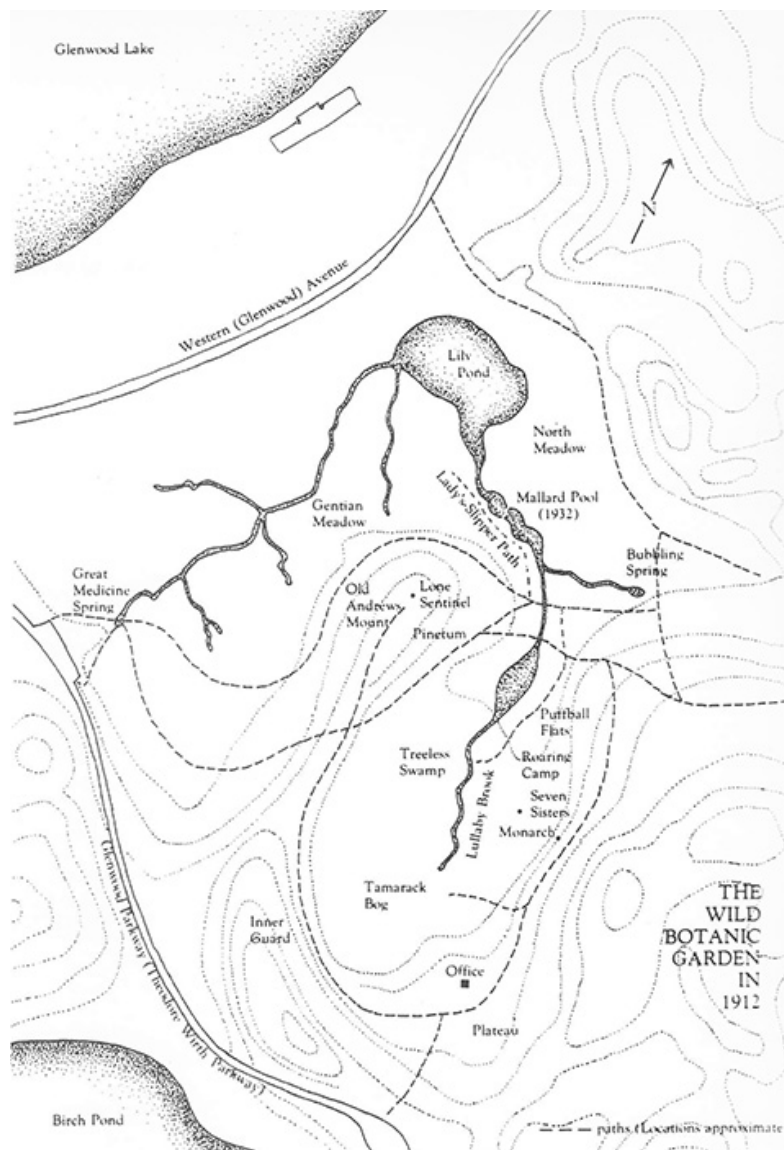 Glenwood Lake
N
Western (Glenwood) Avenue
Lily
Pond
North
Meadow
Lady's-Slipper Path
Mallard Pool
(1932)
Gentian
Meadow
Bubbling
Spring
Great
Medicine
Spring
Old
Andrews
Mount
Lone
Sentinel
Pinetum
Puffball
Flats
Treeless
Swamp
Roaring
Camp
Lullaby Brook
Seven
Sisters
Monarch
Tamarack
Bog
Glenwood Parkway (Theodore Wirth Parkway)
Inner
Guard
Office
Plateau
THE
WILD
BOTANIC
GARDEN
IN
1912
Birch Pond
paths (Locations approximate